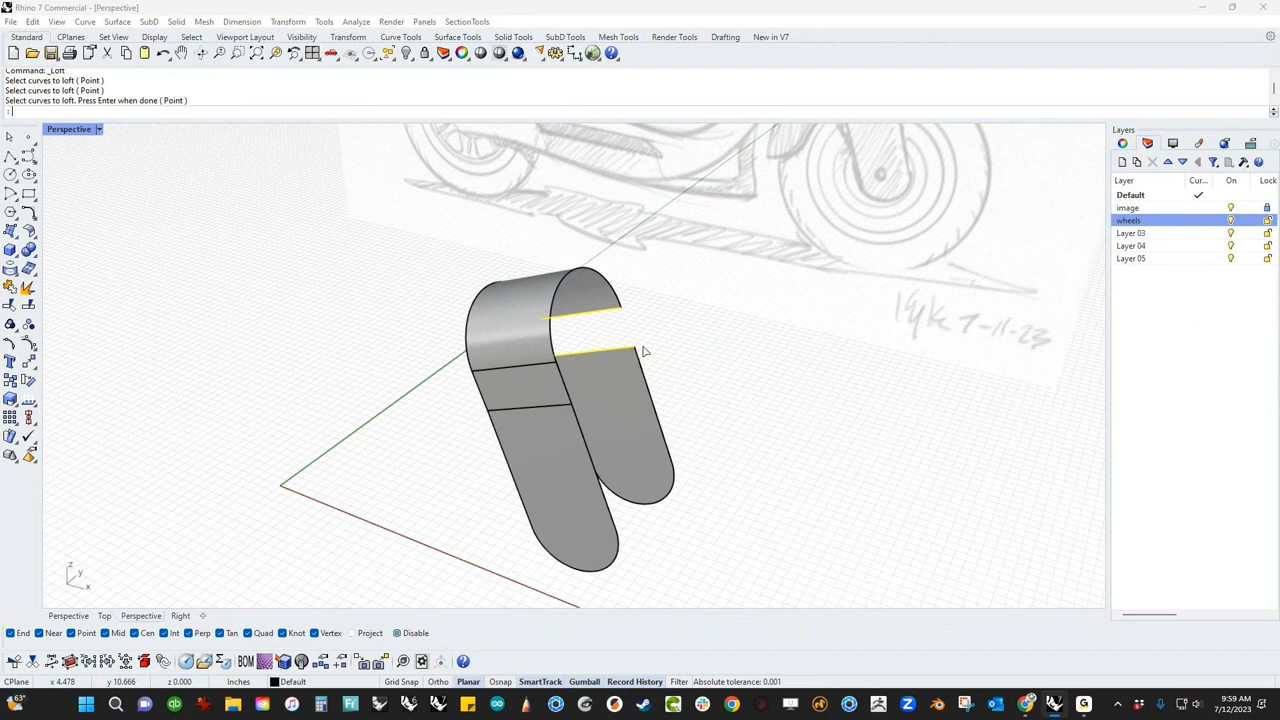 Rhino 7 Commercial - [Perspective]
File Edit View Curve Surface SubD Solid Mesh Dimension Transform Tools Analyze Render Panels SectionTools
Standard CPlanes Set View Display Select Viewport Layout Visibility Transform Curve Tools Surface Tools Solid Tools SubD Tools Mesh Tools Render Tools Drafting New in V7
Command: _Loft
Select curves to loft ( Point )
Select curves to loft ( Point )
Select curves to loft. Press Enter when done ( Point )
:
Perspective
Layers
Layer Cur... On Lock
Default
image
wheels
Layer 03
Layer 04
Layer 05
7-11-23
z
y
x
Perspective Top Perspective Right
End Near Point Mid Cen Int Perp Tan Quad Knot Vertex Project Disable
BOM
CPlane x 4.478 y 10.666 z 0.000 Inches Default Grid Snap Ortho Planar Osnap SmartTrack Gumball Record History Filter Absolute tolerance: 0.001
63° 9:59 AM
7/12/2023